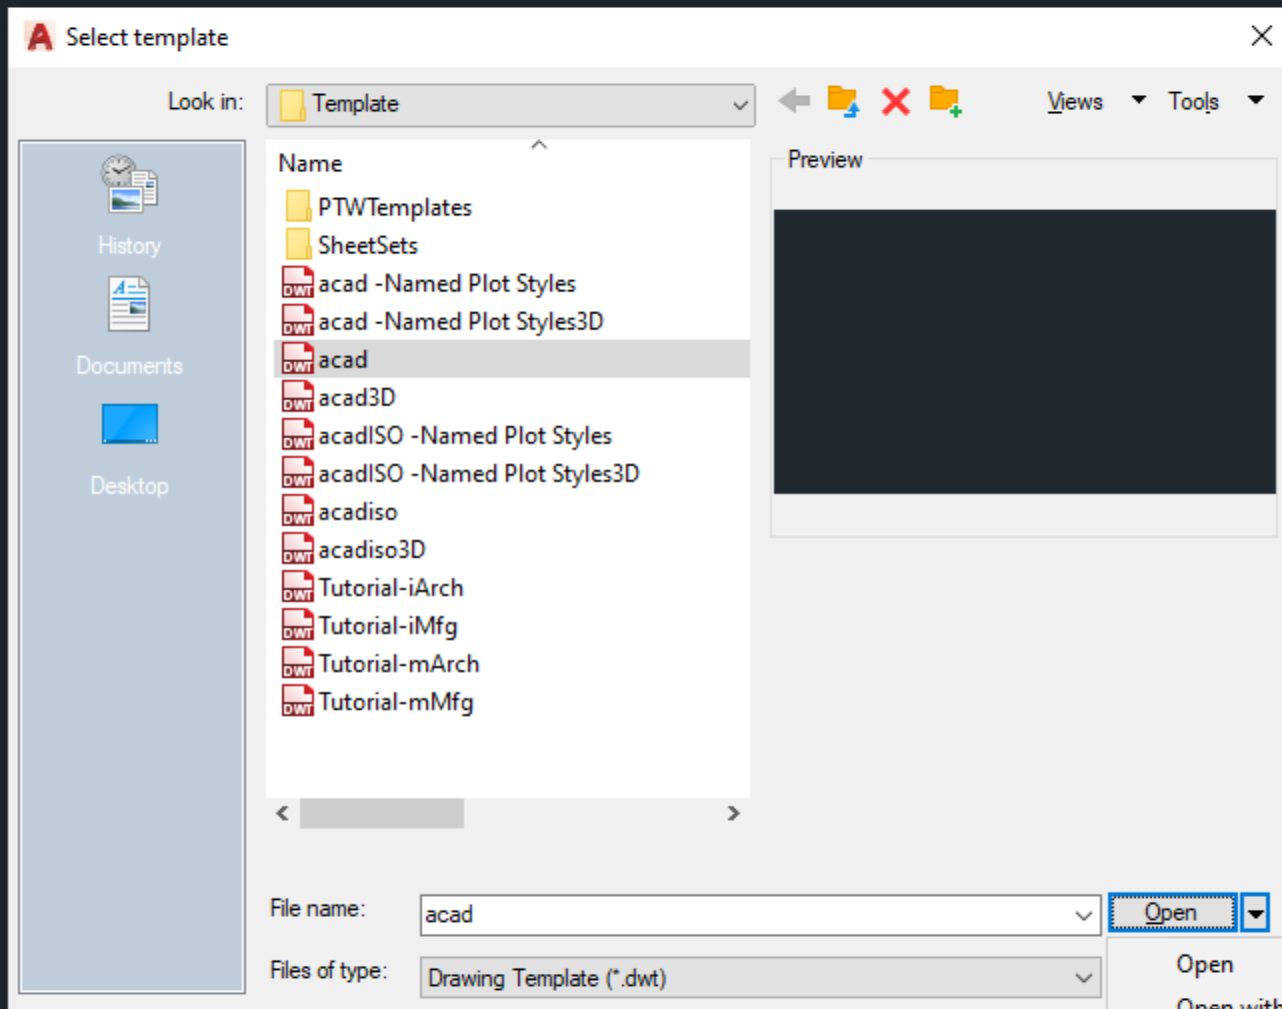 Select template
Look in:
Template
Views
Tools
Name
Preview
History
Documents
Desktop
PTWTemplates
SheetSets
acad -Named Plot Styles
acad -Named Plot Styles3D
acad
acad3D
acadISO -Named Plot Styles
acadISO -Named Plot Styles3D
acadiso
acadiso3D
Tutorial-iArch
Tutorial-iMfg
Tutorial-mArch
Tutorial-mMfg
File name:
acad
Open
Files of type:
Drawing Template (*.dwt)
Open
Open with